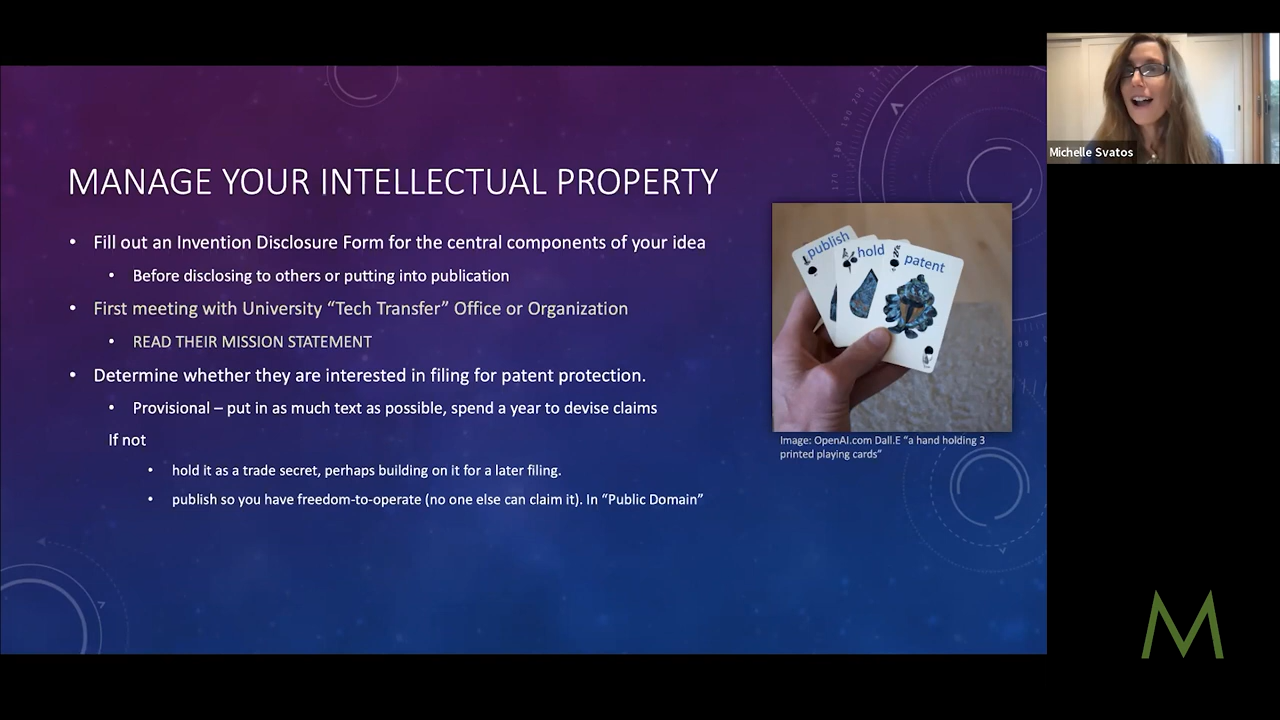 MANAGE YOUR INTELLECTUAL PROPERTY
• Fill out an Invention Disclosure Form for the central components of your idea
• Before disclosing to others or putting into publication
• First meeting with University “Tech Transfer” Office or Organization
• READ THEIR MISSION STATEMENT
• Determine whether they are interested in filing for patent protection.
• Provisional – put in as much text as possible, spend a year to devise claims
If not
• hold it as a trade secret, perhaps building on it for a later filing.
• publish so you have freedom-to-operate (no one else can claim it). In “Public Domain”
publish
hold
patent
Image: OpenAI.com Dall.E “a hand holding 3
printed playing cards”
Michelle Svatos
M